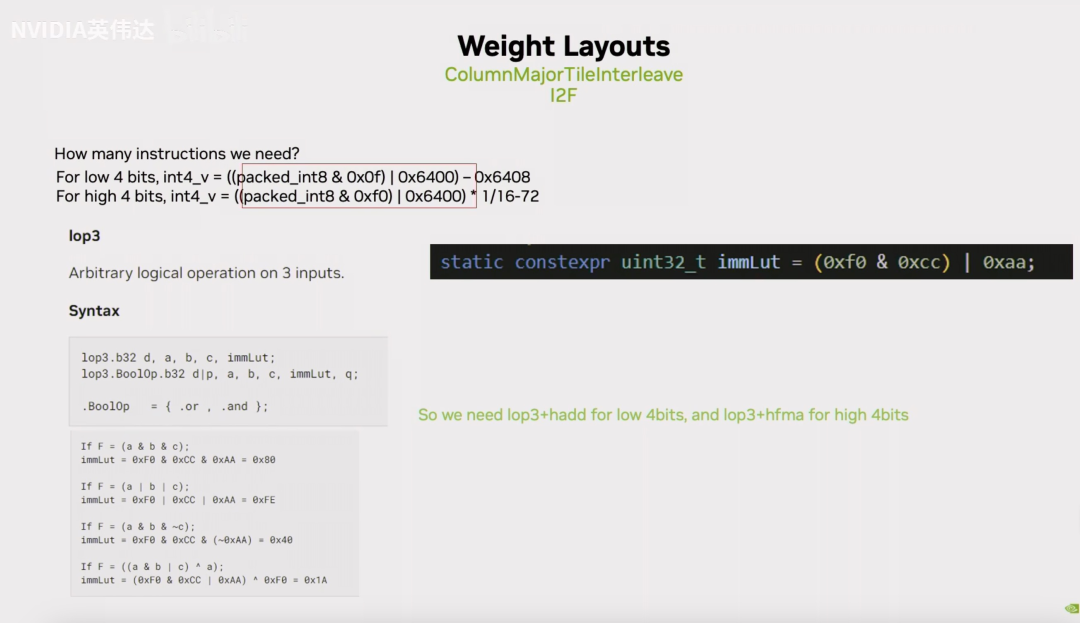 NVIDIA英伟达
Weight Layouts
ColumnMajorTileInterleave
I2F
How many instructions we need?
For low 4 bits, int4_v = ((packed_int8 & 0x0f) | 0x6400) – 0x6408
For high 4 bits, int4_v = ((packed_int8 & 0xf0) | 0x6400) * 1/16-72
lop3
Arbitrary logical operation on 3 inputs.
static constexpr uint32_t immLut = (0xf0 & 0xcc) | 0xaa;
Syntax
lop3.b32 d, a, b, c, immLut;
lop3.BoolOp.b32 d|p, a, b, c, immLut, q;
.BoolOp = { .or , .and };
So we need lop3+hadd for low 4bits, and lop3+hfma for high 4bits
If F = (a & b & c);
immLut = 0xF0 & 0xCC & 0xAA = 0x80
If F = (a | b | c);
immLut = 0xF0 | 0xCC | 0xAA = 0xFE
If F = (a & b & ~c);
immLut = 0xF0 & 0xCC & (~0xAA) = 0x40
If F = ((a & b | c) ^ a);
immLut = (0xF0 & 0xCC | 0xAA) ^ 0xF0 = 0x1A